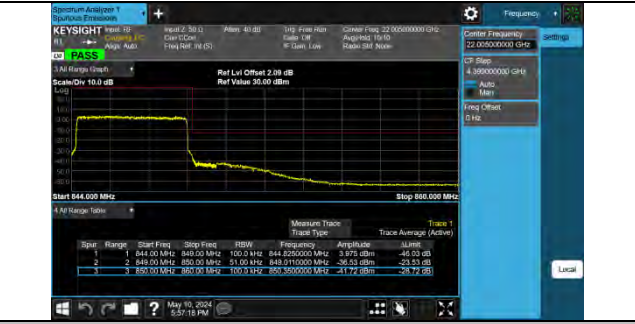 Spectrum Analyzer 1
Spurious Emissions
+
Frequency
KEYSIGHT Input: RF
Input Z: 50 Ω
Atten: 40 dB
Trig: Free Run
Center Freq: 22.005000000 GHz
Corr CCorr
Gate: Off
Avg|Hold: 10/10
Align: Auto
Freq Ref: Int (S)
IF Gain: Low
Radio Std: None
PASS
Center Frequency
22.005000000 GHz
Settings
CF Step
4.399000000 GHz
Auto
Man
Freq Offset
0 Hz
3 All Range Graph
Scale/Div 10.0 dB
Ref Lvl Offset 2.09 dB
Ref Value 30.00 dBm
Log
Start 844.000 MHz
Stop 860.000 MHz
4 All Range Table
Measure Trace Trace 1
Trace Type Trace Average (Active)
Spur Range Start Freq Stop Freq RBW Frequency Amplitude ΔLimit
1 1 844.00 MHz 849.00 MHz 100.0 kHz 844.8250000 MHz 3.975 dBm -46.03 dB
2 2 849.00 MHz 850.00 MHz 51.00 kHz 849.0110000 MHz -36.53 dBm -23.53 dB
3 3 850.00 MHz 860.00 MHz 100.0 kHz 850.3500000 MHz -41.72 dBm -28.72 dB
Local
May 10, 2024
5:57:18 PM